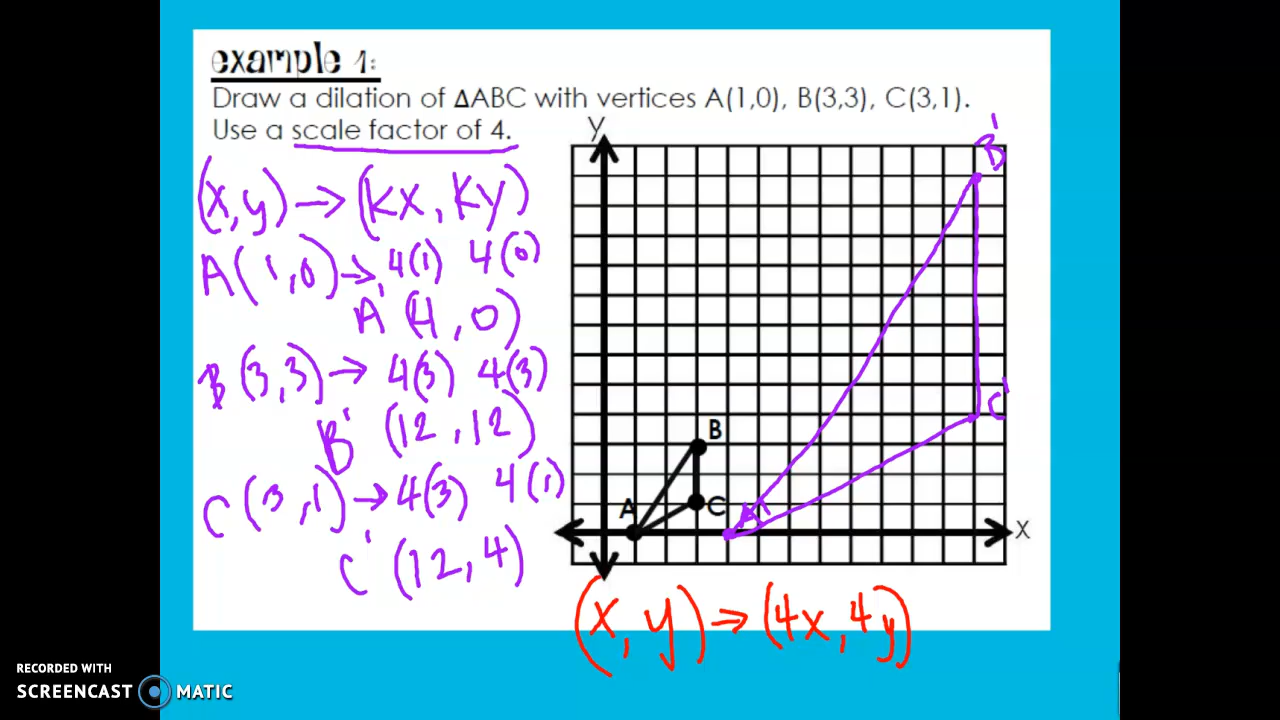 example 1:
Draw a dilation of ΔABC with vertices A(1,0), B(3,3), C(3,1).
Use a scale factor of 4.
(x,y) → (kx, ky)
A(1,0) → 4(1) 4(0)
A' (4, 0)
B (3,3) → 4(3) 4(3)
B' (12, 12)
C (3,1) → 4(3) 4(1)
C' (12, 4)
Y
B'
C'
B
A
C
A'
X
(x, y) → (4x, 4y)
RECORDED WITH
SCREENCAST MATIC